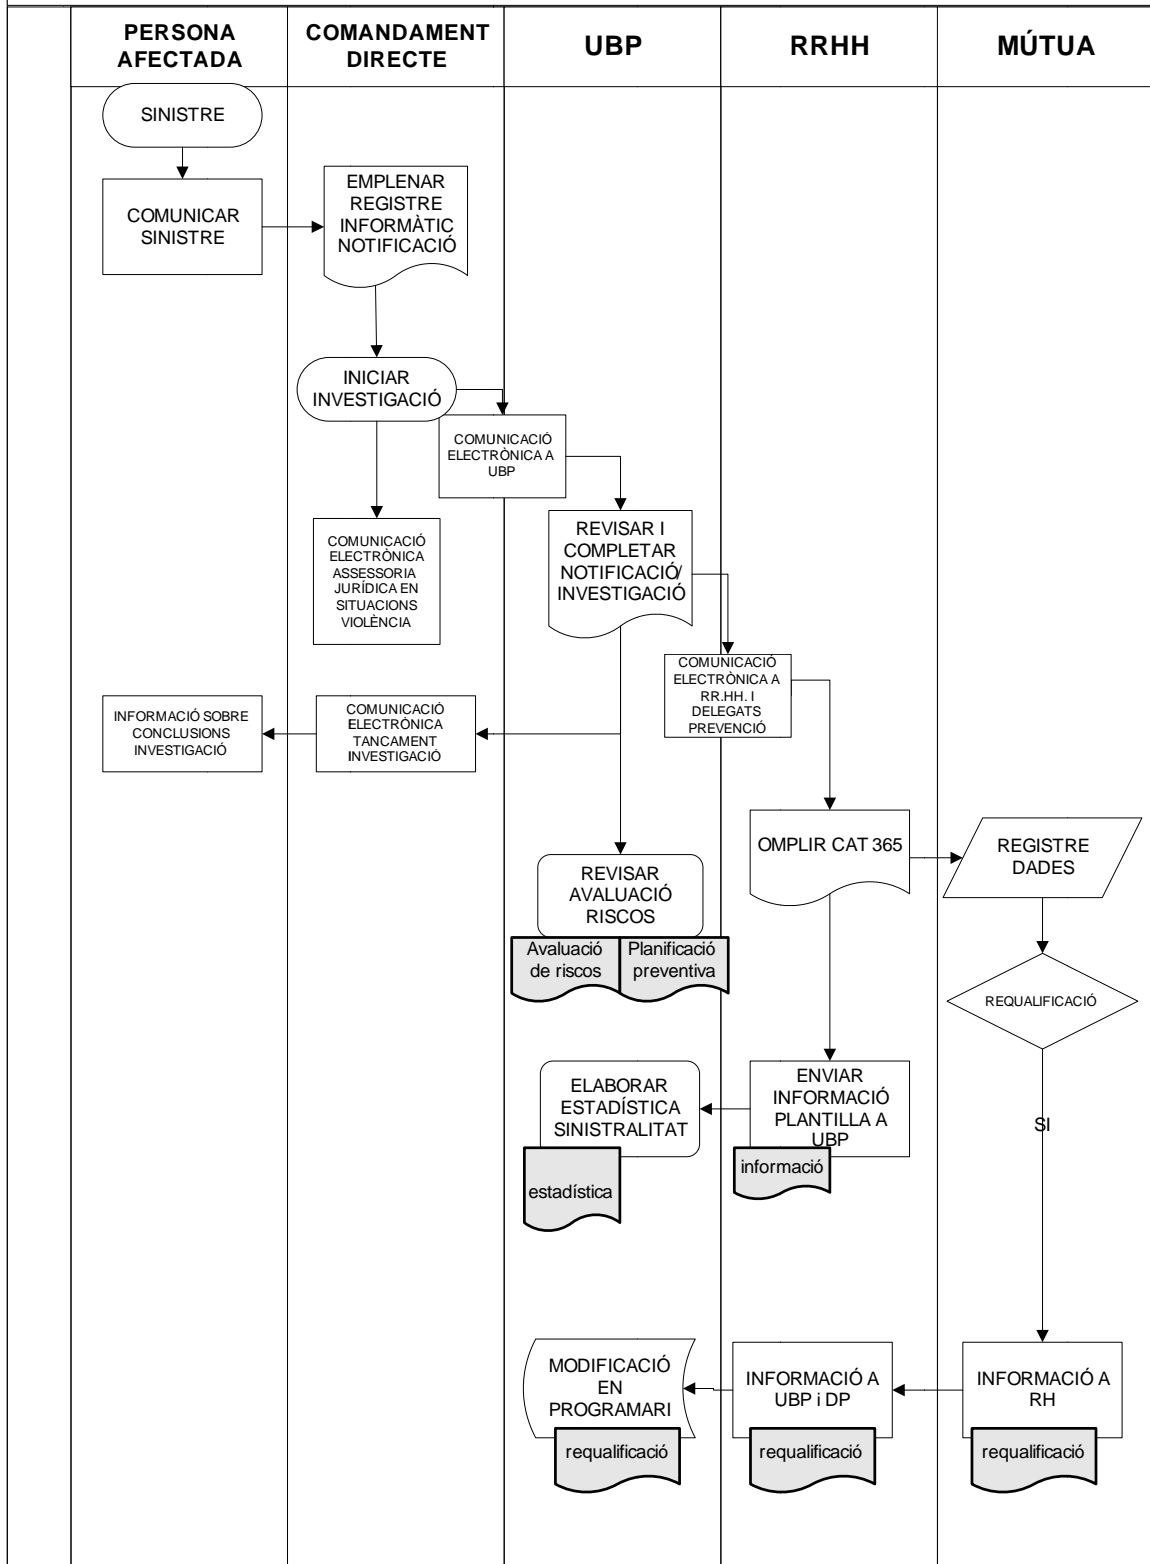 PERSONA
AFECTADA
COMANDAMENT
DIRECTE
UBP
RRHH
MÚTUA
SINISTRE
COMUNICAR
SINISTRE
EMPLENAR
REGISTRE
INFORMÀTIC
NOTIFICACIÓ
INICIAR
INVESTIGACIÓ
COMUNICACIÓ
ELECTRÒNICA A
UBP
COMUNICACIÓ
ELECTRÒNICA
ASSESSORIA
JURÍDICA EN
SITUACIONS
VIOLÈNCIA
REVISAR I
COMPLETAR
NOTIFICACIÓ/
INVESTIGACIÓ
COMUNICACIÓ
ELECTRÒNICA A
RR.HH. I
DELEGATS
PREVENCIÓ
INFORMACIÓ SOBRE
CONCLUSIONS
INVESTIGACIÓ
COMUNICACIÓ
ELECTRÒNICA
TANCAMENT
INVESTIGACIÓ
OMPLIR CAT 365
REGISTRE
DADES
REVISAR
AVALUACIÓ
RISCOS
Avaluació
de riscos
Planificació
preventiva
REQUALIFICACIÓ
ELABORAR
ESTADÍSTICA
SINISTRALITAT
estadística
ENVIAR
INFORMACIÓ
PLANTILLA A
UBP
informació
SI
MODIFICACIÓ
EN
PROGRAMARI
requalificació
INFORMACIÓ A
UBP i DP
requalificació
INFORMACIÓ A
RH
requalificació